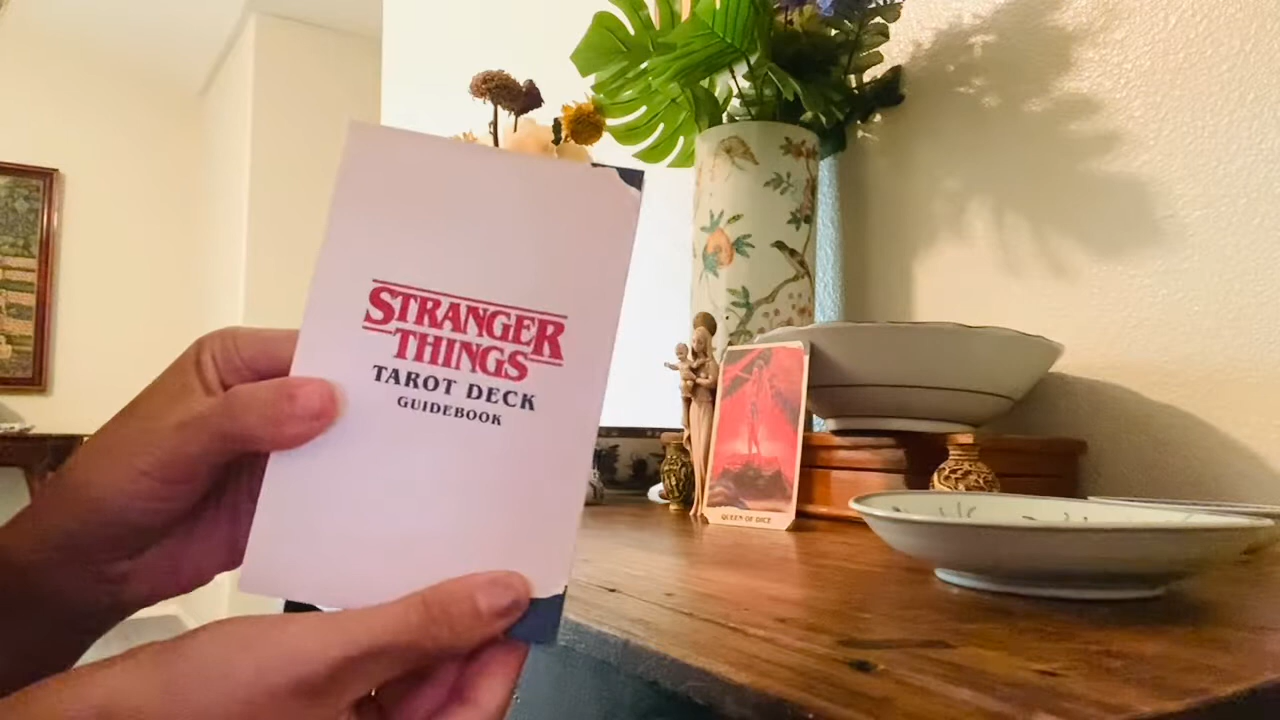 STRANGER
THINGS
TAROT DECK
GUIDEBOOK
QUEEN OF DICE